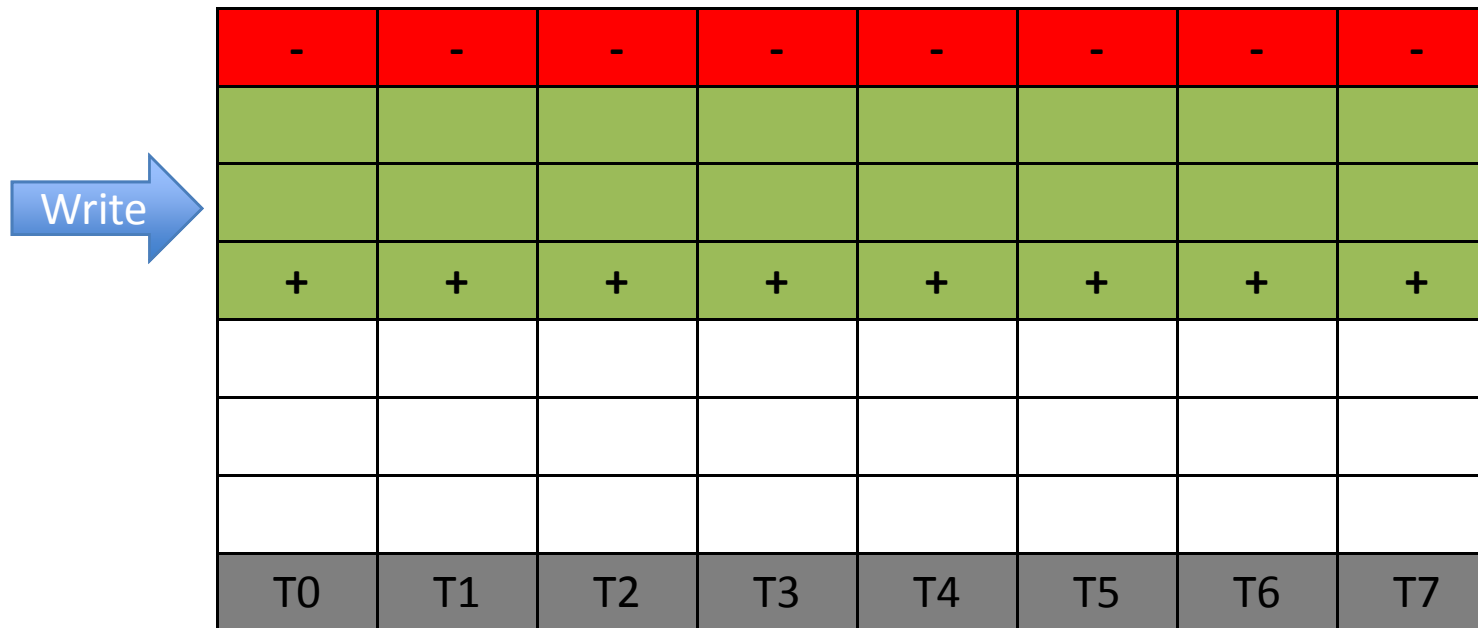 - - - - - - - -
Write
+ + + + + + + +
T0 T1 T2 T3 T4 T5 T6 T7